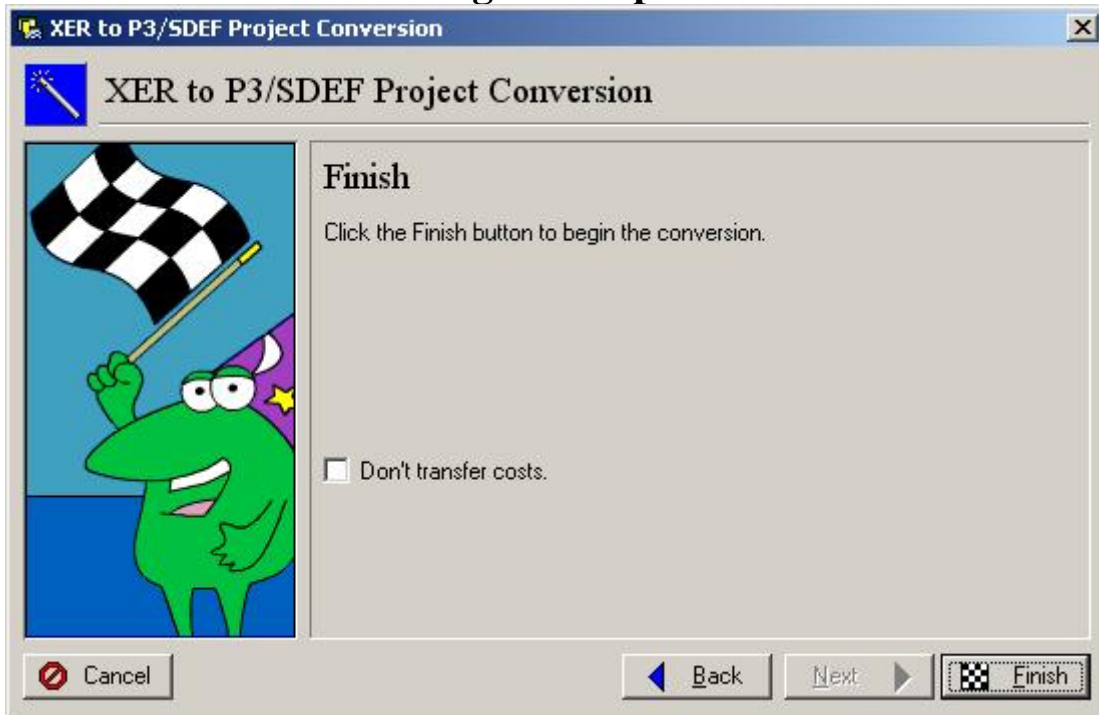 XER to P3/SDEF Project Conversion
XER to P3/SDEF Project Conversion
Finish
Click the Finish button to begin the conversion.
Don't transfer costs.
Cancel
Back
Next
Finish